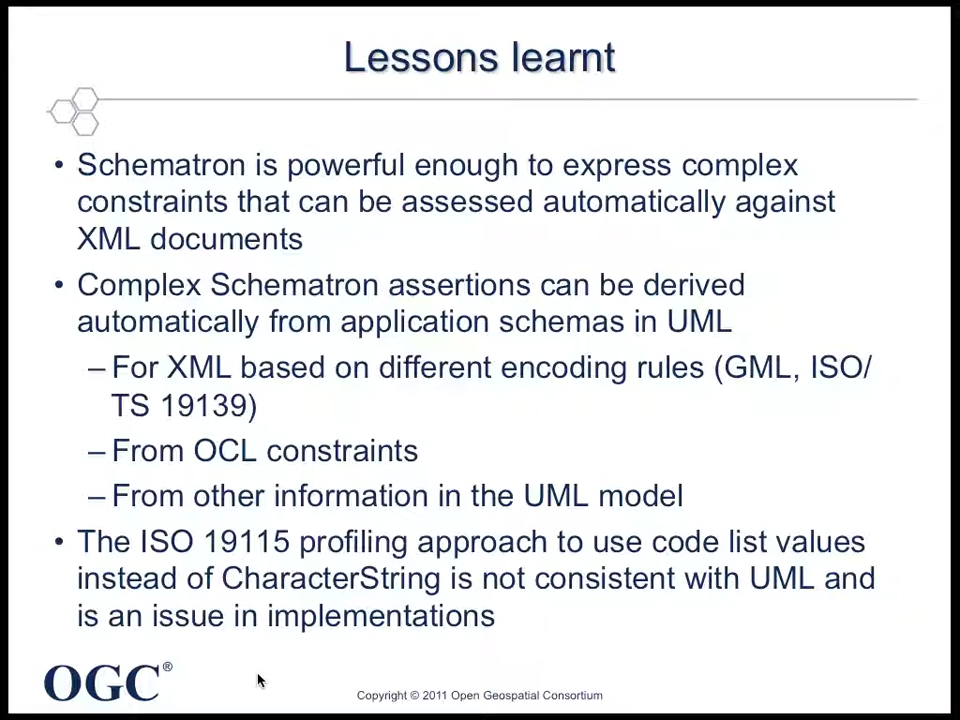 Lessons learnt
• Schematron is powerful enough to express complex
constraints that can be assessed automatically against
XML documents
• Complex Schematron assertions can be derived
automatically from application schemas in UML
– For XML based on different encoding rules (GML, ISO/
TS 19139)
– From OCL constraints
– From other information in the UML model
• The ISO 19115 profiling approach to use code list values
instead of CharacterString is not consistent with UML and
is an issue in implementations
OGC®
Copyright © 2011 Open Geospatial Consortium